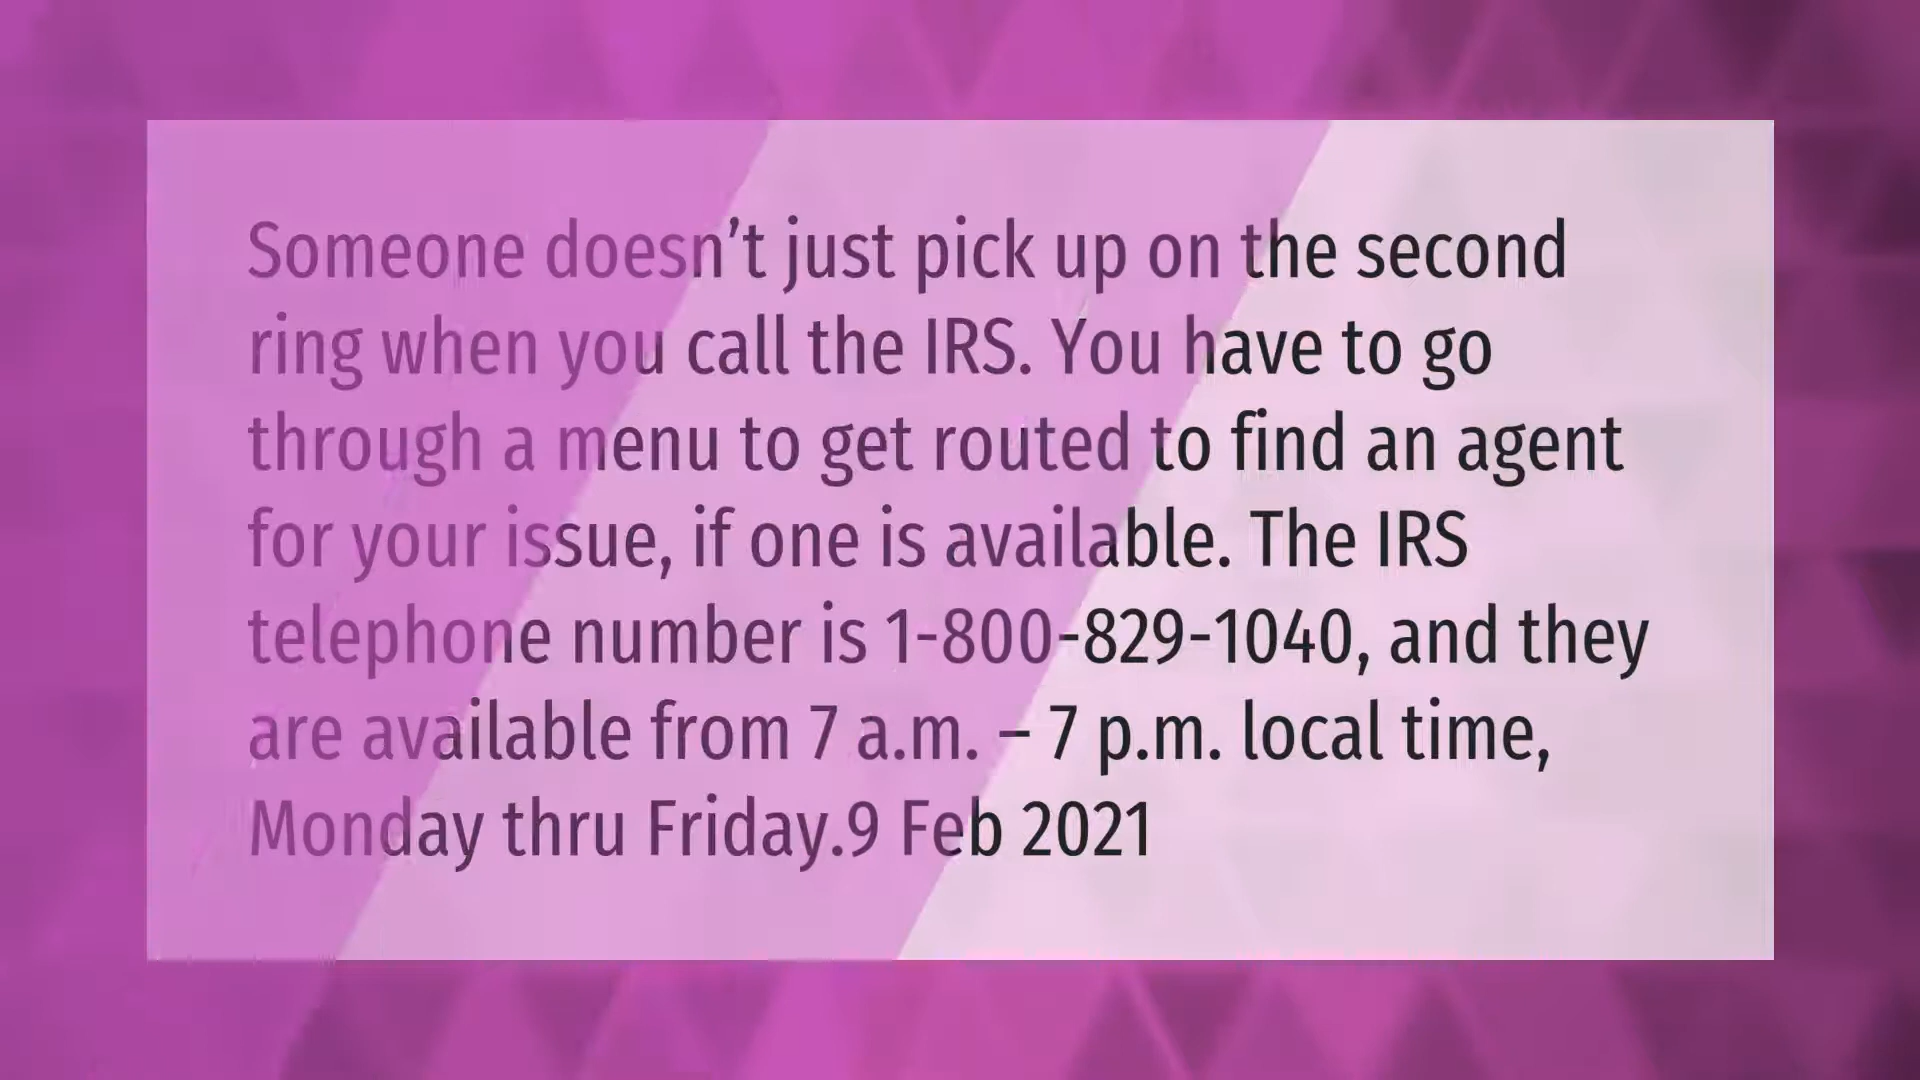 Someone doesn’t just pick up on the second
ring when you call the IRS. You have to go
through a menu to get routed to find an agent
for your issue, if one is available. The IRS
telephone number is 1-800-829-1040, and they
are available from 7 a.m. – 7 p.m. local time,
Monday thru Friday.9 Feb 2021